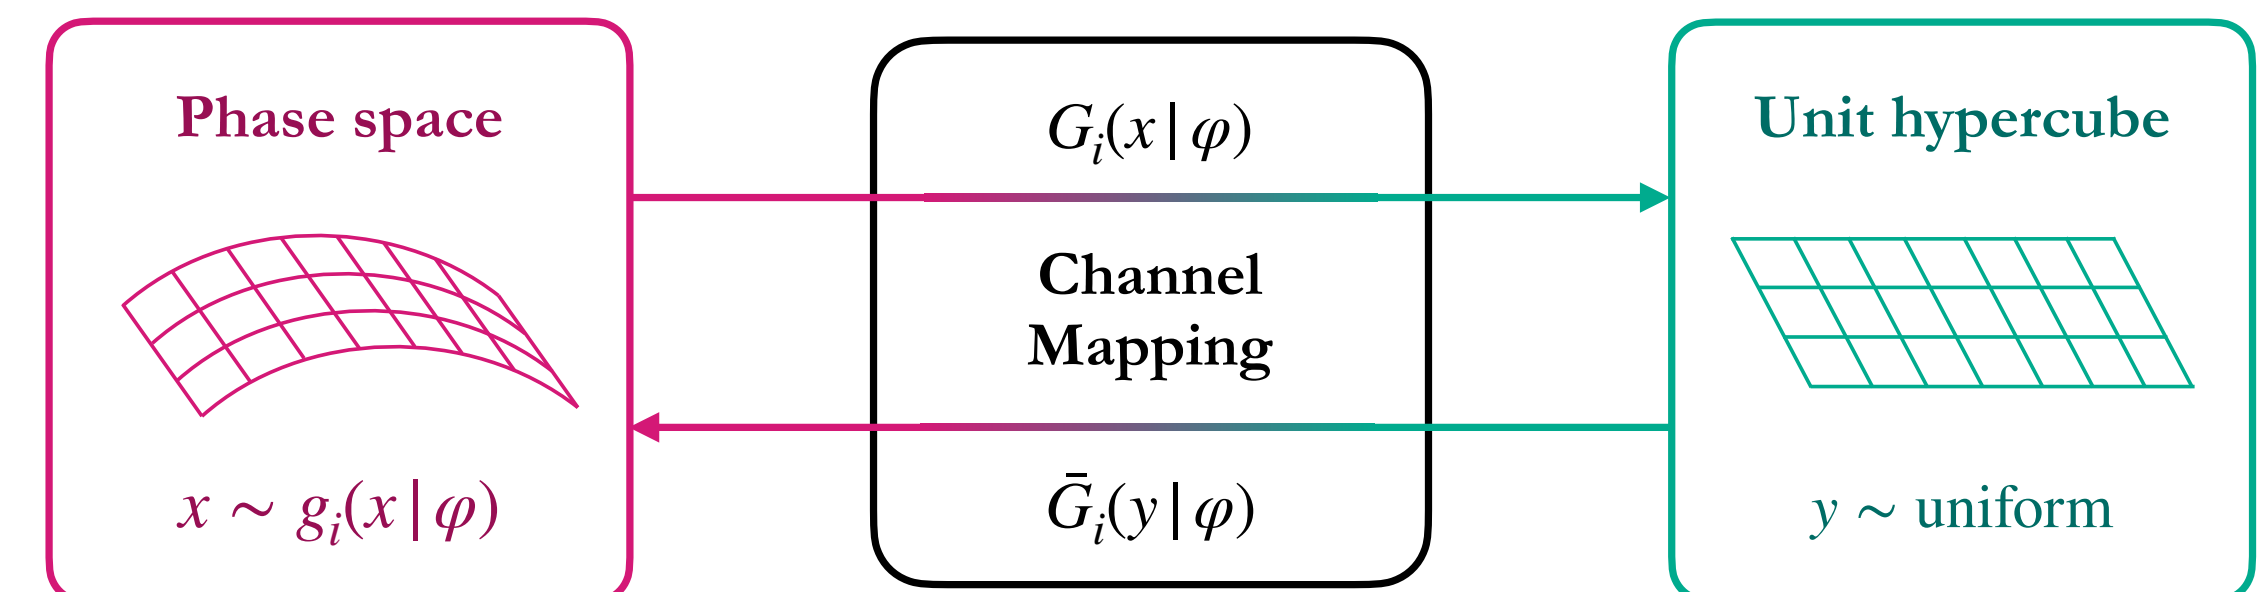 Phase space
x ~ gᵢ(x | φ)
Gᵢ(x | φ)
Channel
Mapping
Ḡᵢ(y | φ)
Unit hypercube
y ~ uniform